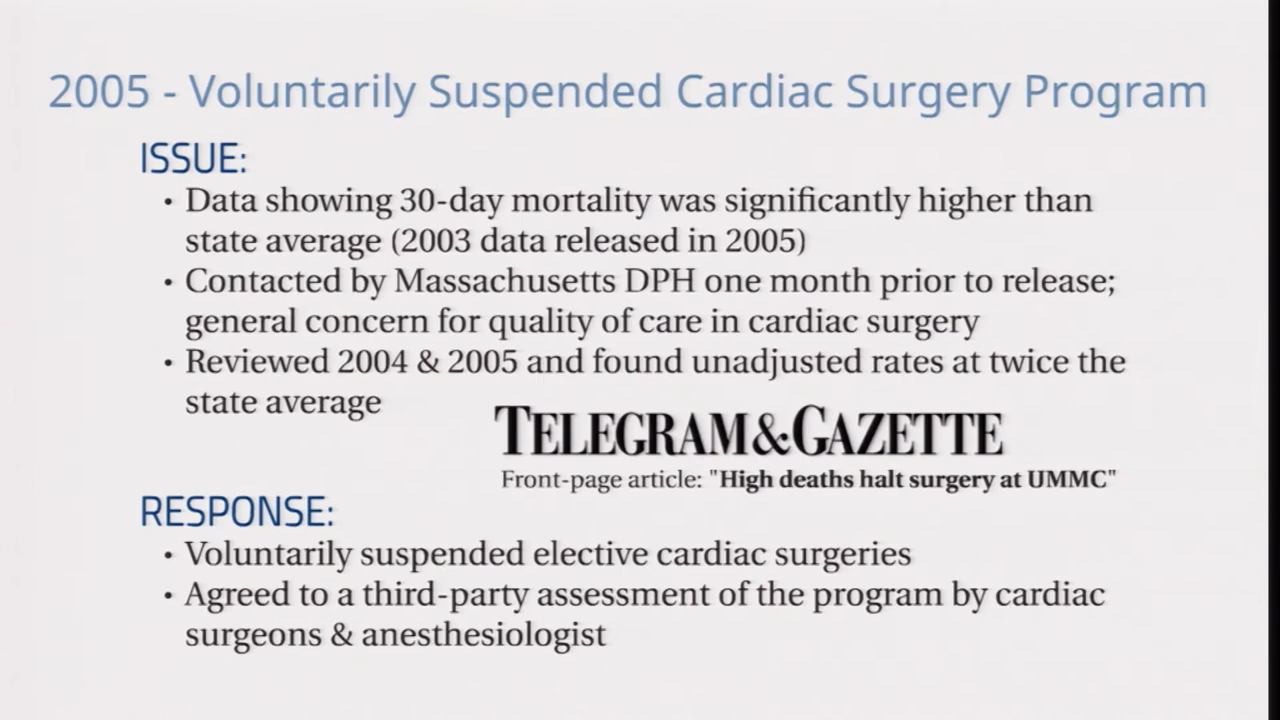 2005 - Voluntarily Suspended Cardiac Surgery Program
ISSUE:
• Data showing 30-day mortality was significantly higher than
state average (2003 data released in 2005)
• Contacted by Massachusetts DPH one month prior to release;
general concern for quality of care in cardiac surgery
• Reviewed 2004 & 2005 and found unadjusted rates at twice the
state average
TELEGRAM&GAZETTE
Front-page article: "High deaths halt surgery at UMMC"
RESPONSE:
• Voluntarily suspended elective cardiac surgeries
• Agreed to a third-party assessment of the program by cardiac
surgeons & anesthesiologist